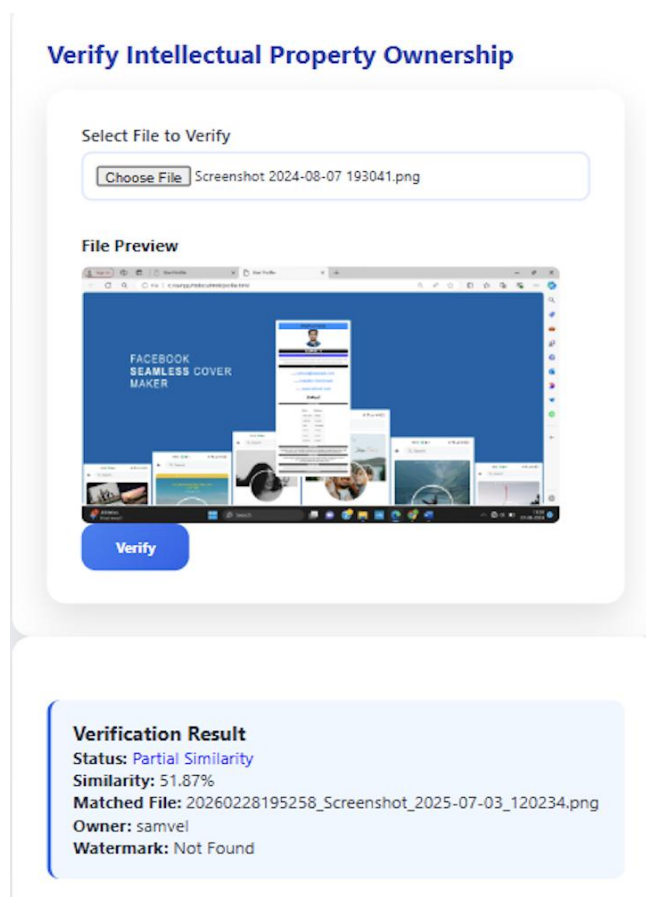 Verify Intellectual Property Ownership
Select File to Verify
Choose File Screenshot 2024-08-07 193041.png
File Preview
FACEBOOK
SEAMLESS COVER
MAKER
Verify
Verification Result
Status: Partial Similarity
Similarity: 51.87%
Matched File: 20260228195258_Screenshot_2025-07-03_120234.png
Owner: samvel
Watermark: Not Found